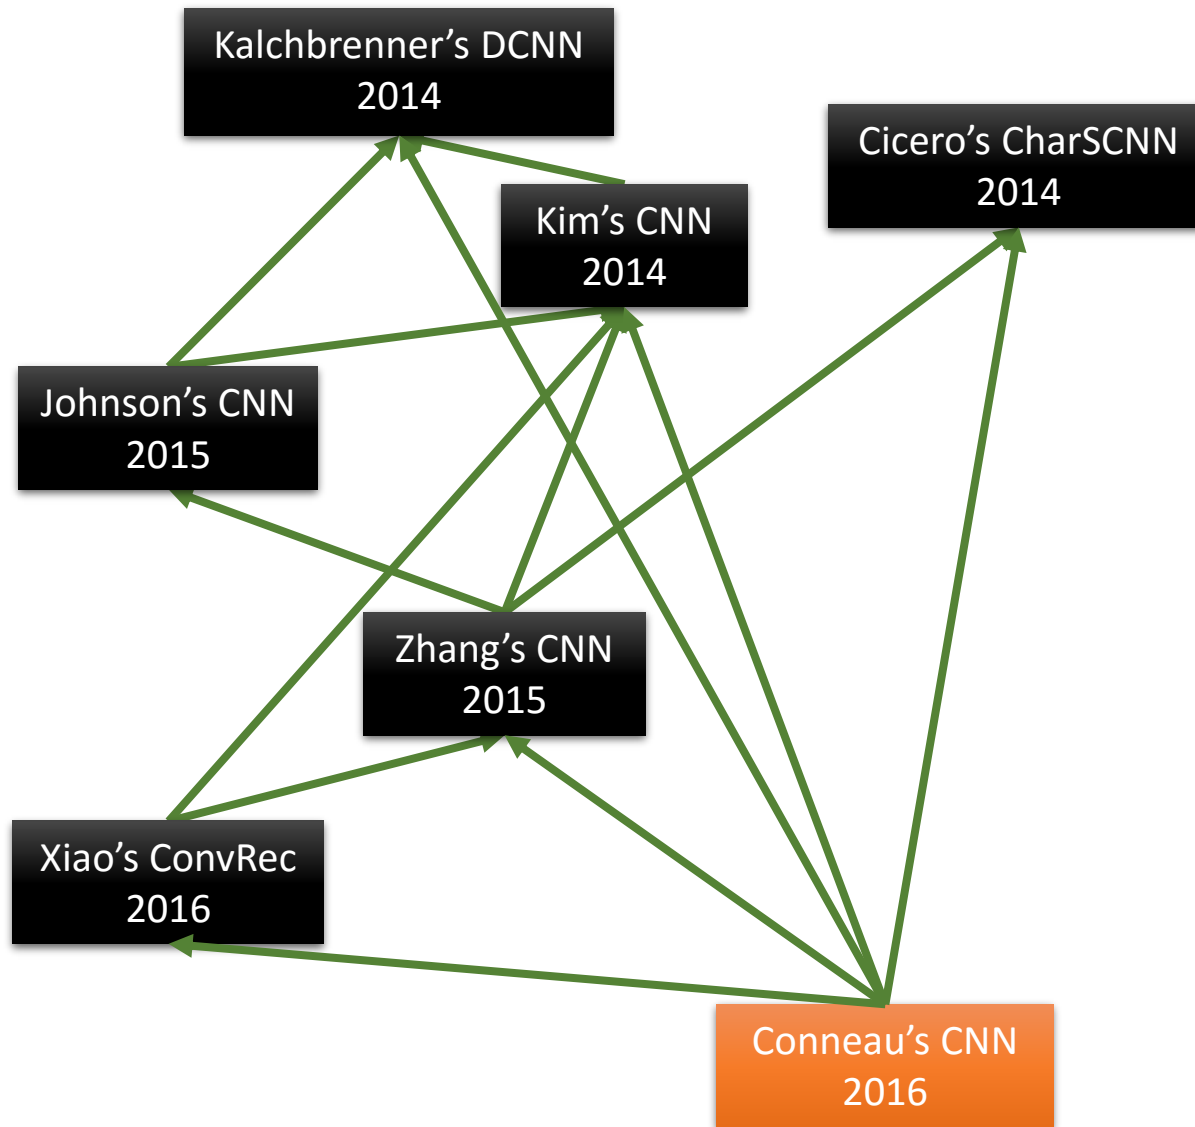 Kalchbrenner’s DCNN
2014
Cicero’s CharSCNN
2014
Kim’s CNN
2014
Johnson’s CNN
2015
Zhang’s CNN
2015
Xiao’s ConvRec
2016
Conneau’s CNN
2016